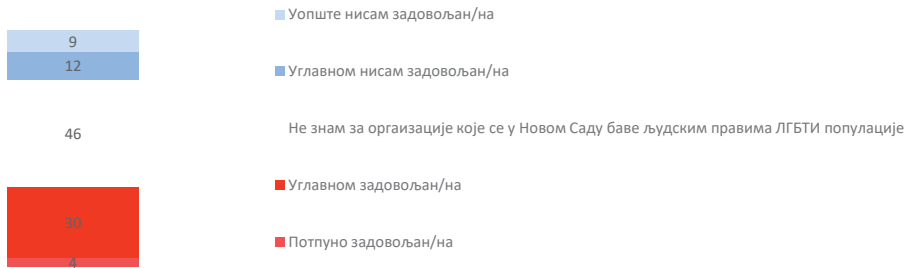 Уопште нисам задовољан/на
9
12
Углавном нисам задовољан/на
46
Не знам за оргаизације које се у Новом Саду баве људским правима ЛГБТИ популације
Углавном задовољан/на
30
Потпуно задовољан/на
4